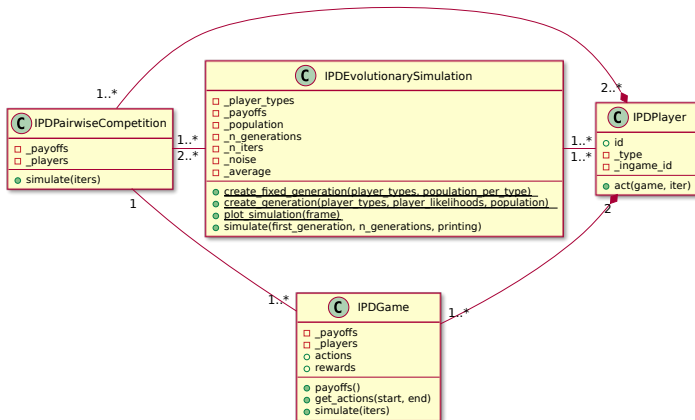 C IPDEvolutionarySimulation
_player_types
_payoffs
_population
_n_generations
_n_iters
_noise
_average
create_fixed_generation(player_types, population_per_type)
create_generation(player_types, player_likelihoods, population)
plot_simulation(frame)
simulate(first_generation, n_generations, printing)
C IPDPairwiseCompetition
_payoffs
_players
simulate(iters)
C IPDPlayer
id
_type
_ingame_id
act(game, iter)
C IPDGame
_payoffs
_players
actions
rewards
payoffs()
get_actions(start, end)
simulate(iters)
1..*
2..*
1..*
2..*
1..*
1..*
1
1..*
2
1..*